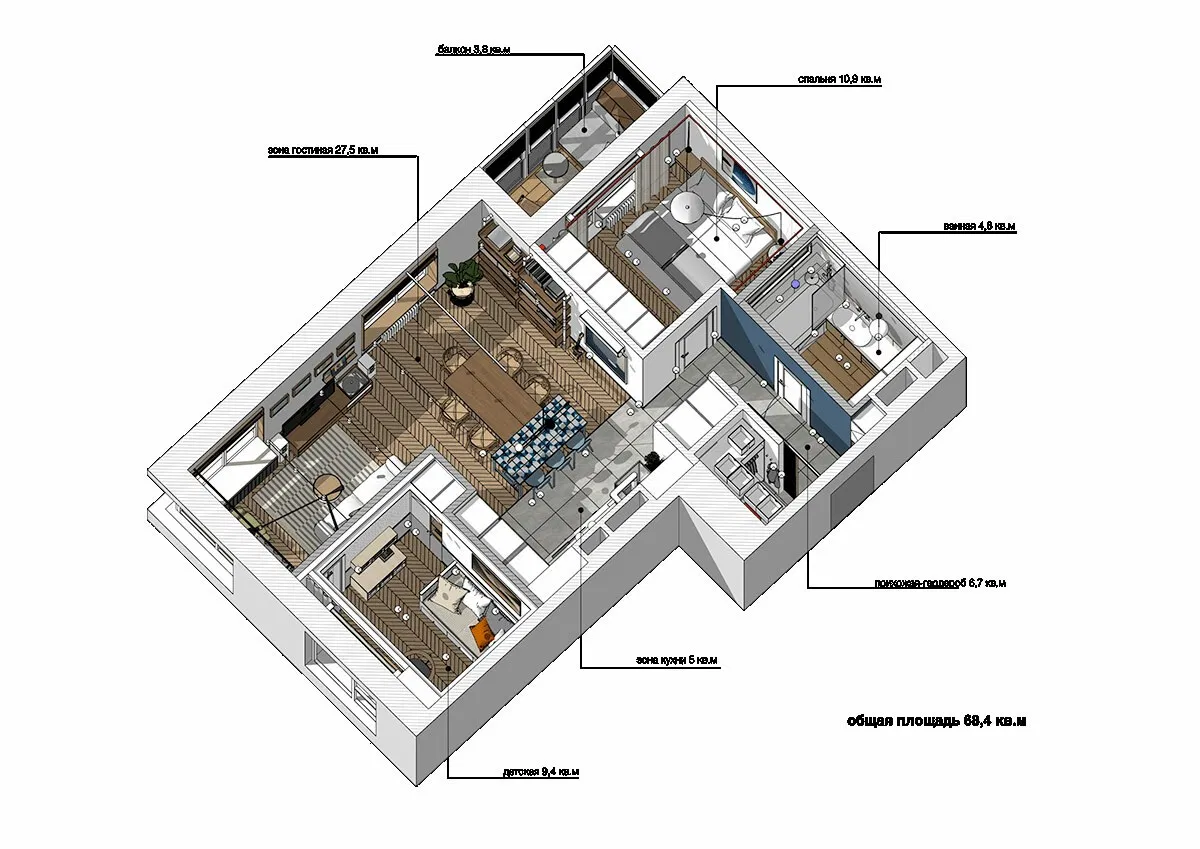 балкон 3,8 кв.м
спальня 10,9 кв.м
зона гостиная 27,5 кв.м
ванная 4,6 кв.м
прихожая-гардероб 6,7 кв.м
зона кухни 5 кв.м
общая площадь 68,4 кв.м
детская 9,4 кв.м